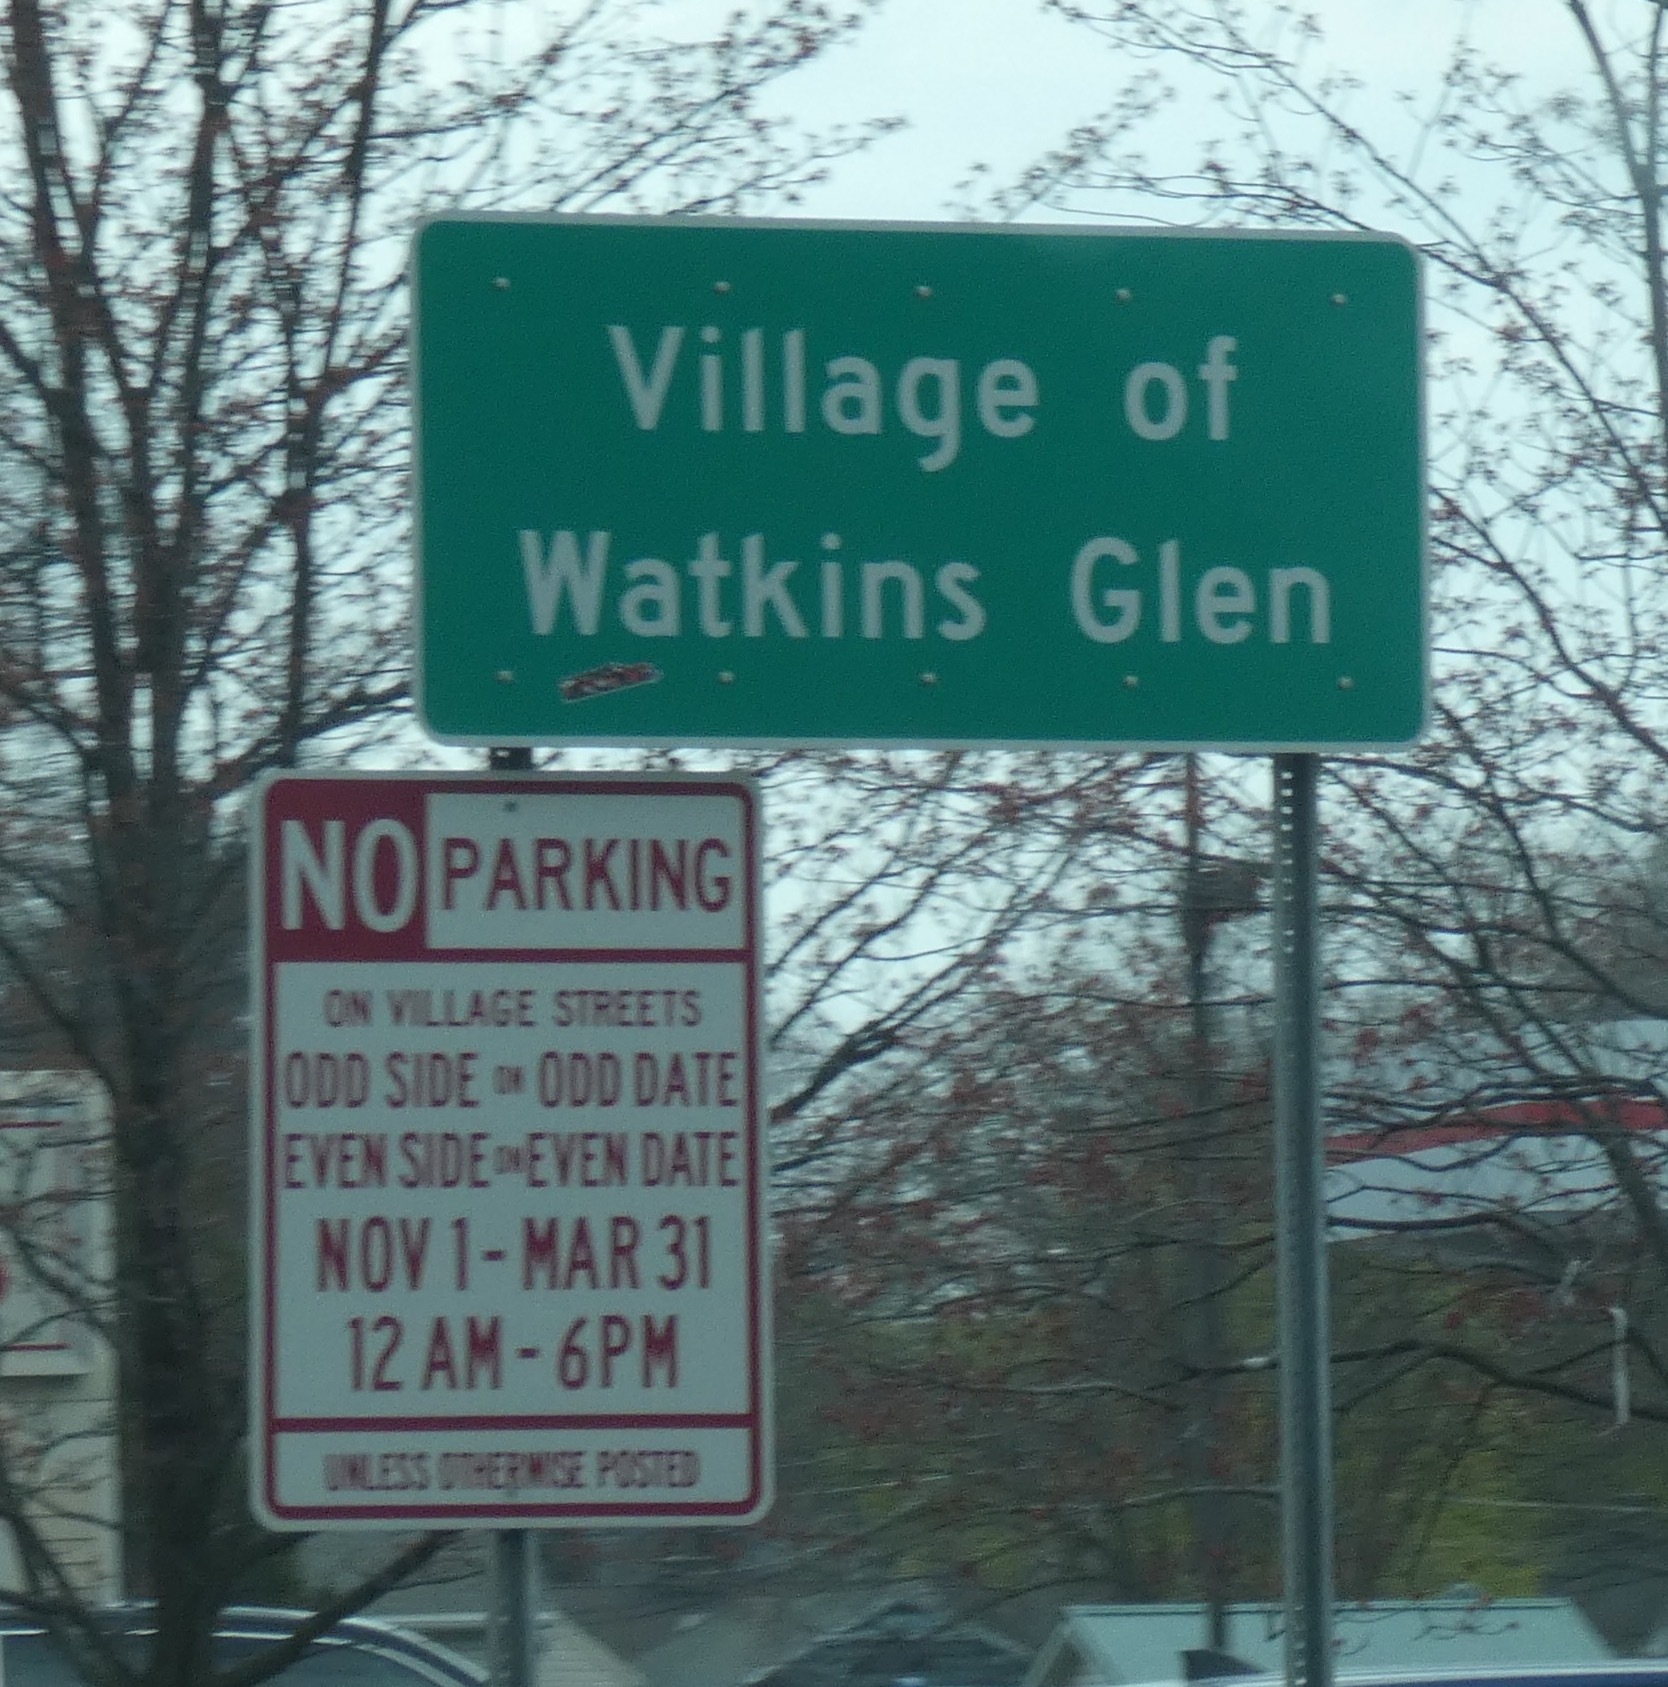 Village of
Watkins Glen
NO PARKING
ON VILLAGE STREETS
ODD SIDE ON ODD DATE
EVEN SIDE ON EVEN DATE
NOV 1 - MAR 31
12 AM - 6PM
UNLESS OTHERWISE POSTED